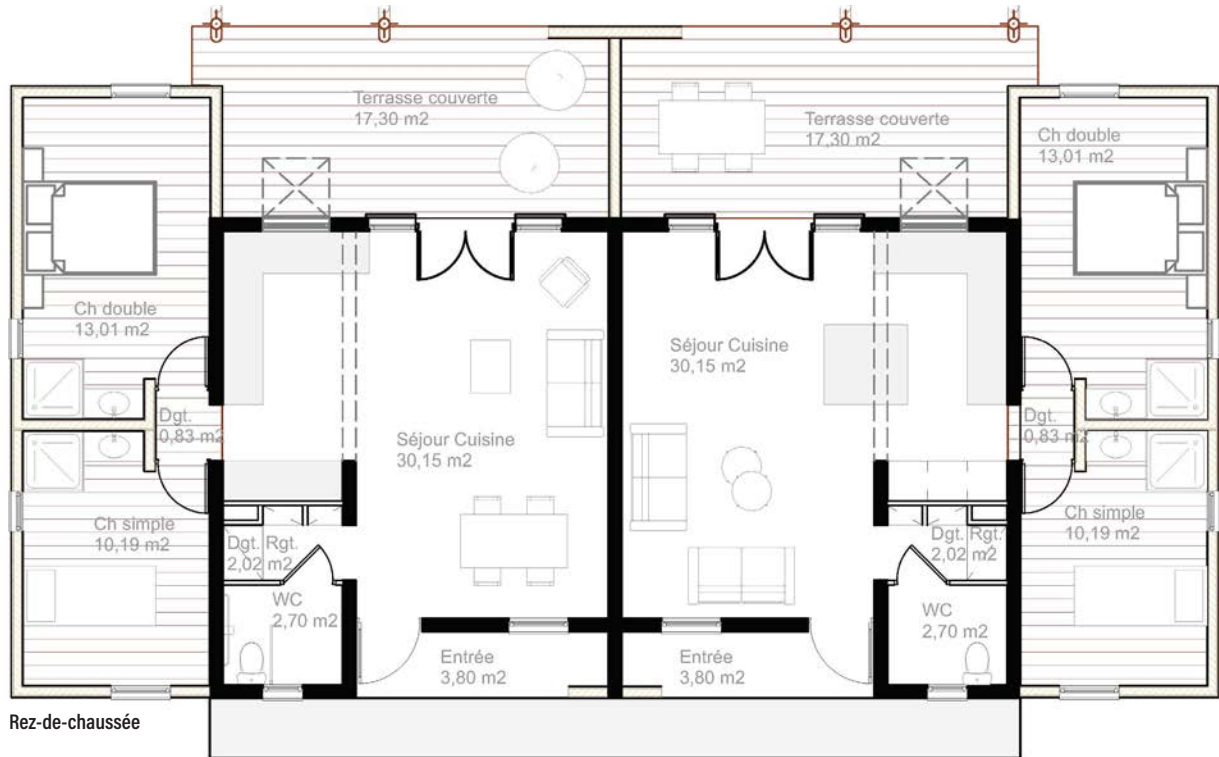 Terrasse couverte
17,30 m2
Terrasse couverte
17,30 m2
Ch double
13,01 m2
Ch double
13,01 m2
Séjour Cuisine
30,15 m2
Dgt.
0,83 m2
Dgt.
0,83 m2
Séjour Cuisine
30,15 m2
Ch simple
10,19 m2
Dgt. Rgt.
2,02 m2
Dgt. Rgt.
2,02 m2
Ch simple
10,19 m2
WC
2,70 m2
WC
2,70 m2
Entrée
3,80 m2
Entrée
3,80 m2
Rez-de-chaussée